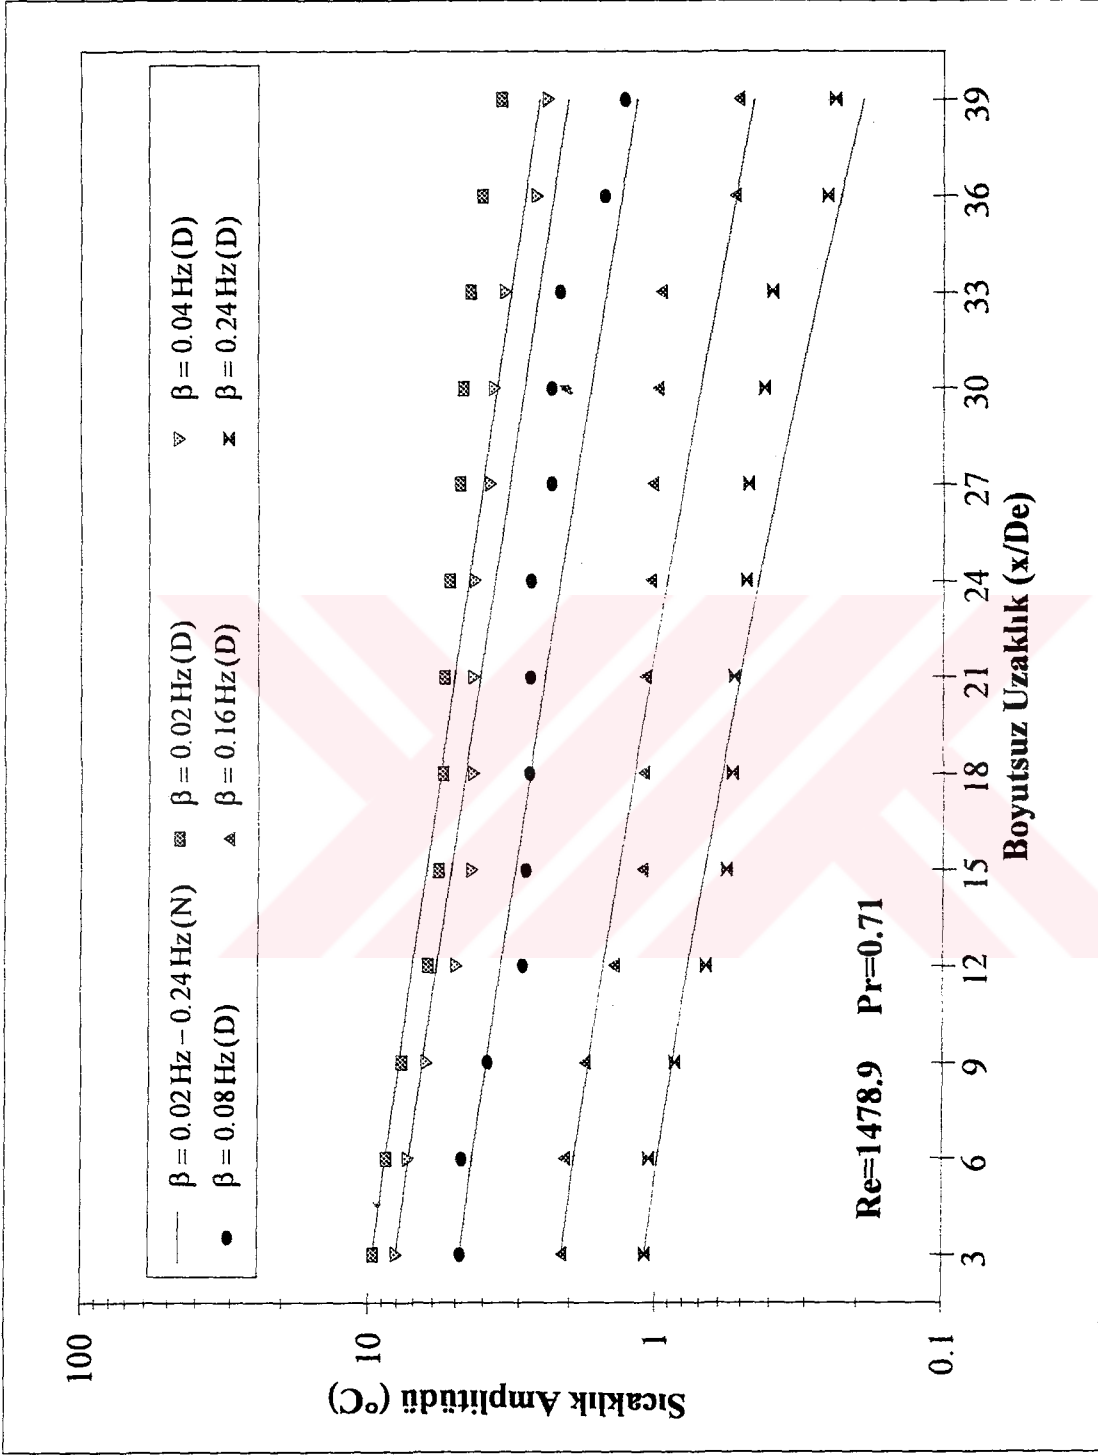 β = 0.02 Hz – 0.24 Hz (N) β = 0.02 Hz (D) β = 0.04 Hz (D)
β = 0.08 Hz (D) β = 0.16 Hz (D) β = 0.24 Hz (D)
Sıcaklık Amplitüdü (°C)
100
10
1
0.1
Re=1478.9 Pr=0.71
3 6 9 12 15 18 21 24 27 30 33 36 39
Boyutsuz Uzaklık (x/De)